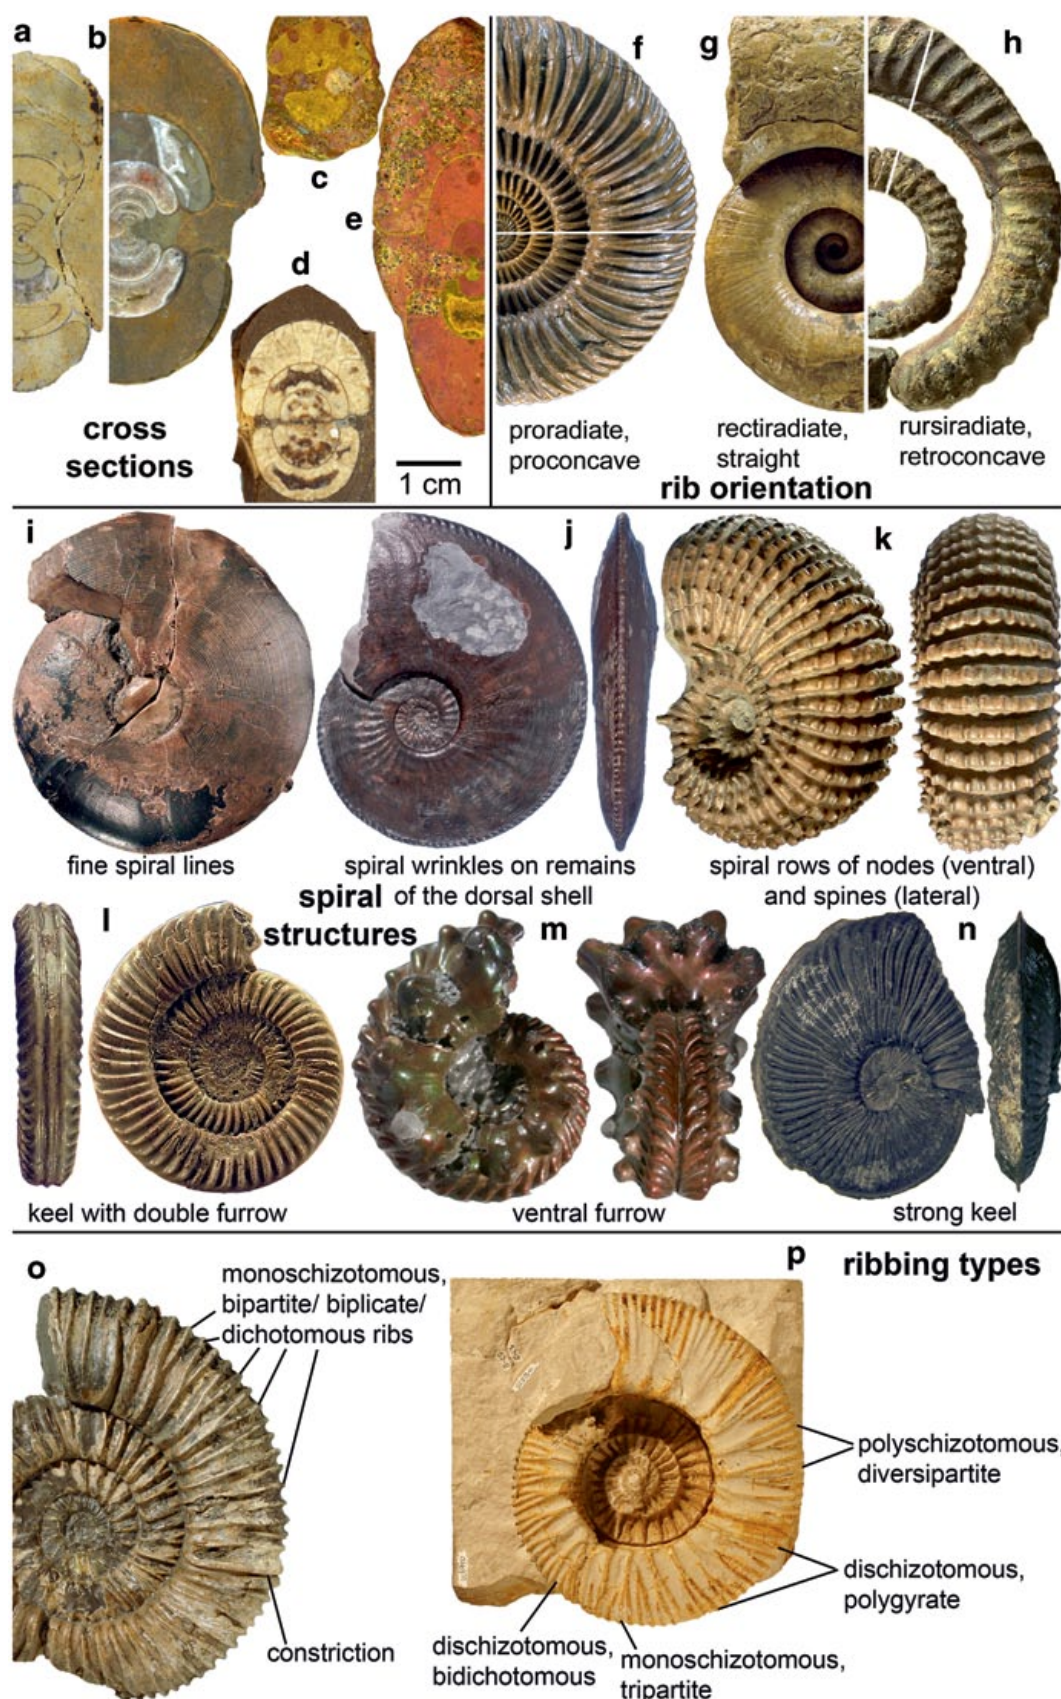 a
b
c
d
e
cross
sections
1 cm
f
g
h
proradiate,
proconcave
rectiradiate,
straight
rursiradiate,
retroconcave
rib orientation
i
j
k
fine spiral lines
spiral wrinkles on remains
of the dorsal shell
spiral rows of nodes (ventral)
and spines (lateral)
spiral
structures
l
m
n
keel with double furrow
ventral furrow
strong keel
o
monoschizotomous,
bipartite/ biplicate/
dichotomous ribs
constriction
p
ribbing types
polyschizotomous,
diversipartite
dischizotomous,
polygyrate
dischizotomous,
bidichotomous
monoschizotomous,
tripartite